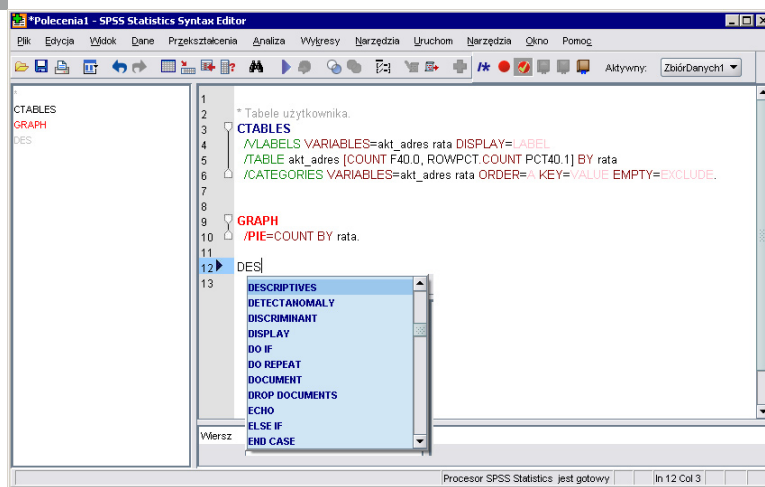 *Polecenia1 - SPSS Statistics Syntax Editor
Plik Edycja Widok Dane Przekształcenia Analiza Wykresy Narzędzia Uruchom Narzędzia Okno Pomoc
Aktywny: ZbiórDanych1
*
CTABLES
GRAPH
DES
1
2 * Tabele użytkownika.
3 CTABLES
4 /VLABELS VARIABLES=akt_adres rata DISPLAY=LABEL
5 /TABLE akt_adres [COUNT F40.0, ROWPCT.COUNT PCT40.1] BY rata
6 /CATEGORIES VARIABLES=akt_adres rata ORDER=A KEY=VALUE EMPTY=EXCLUDE.
7
8
9 GRAPH
10 /PIE=COUNT BY rata.
11
12 DES
13
DESCRIPTIVES
DETECTANOMALY
DISCRIMINANT
DISPLAY
DO IF
DO REPEAT
DOCUMENT
DROP DOCUMENTS
ECHO
ELSE IF
END CASE
Wiersz
Procesor SPSS Statistics jest gotowy In 12 Col 3